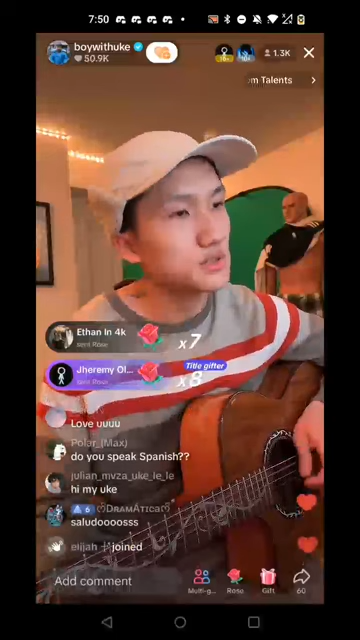 7:50
boywithuke
50.9K
1.3K
m Talents
Ethan In 4k
sent Rose
x7
Title gifter
Jheremy Ol...
sent Rose
x8
Love uuuu
Polar_(Max)
do you speak Spanish??
julian_mvza_uke_le_le
hi my uke
6 DRAMATICA
saludoooosss
elijah joined
Add comment
Multi-g...
Rose
Gift
60